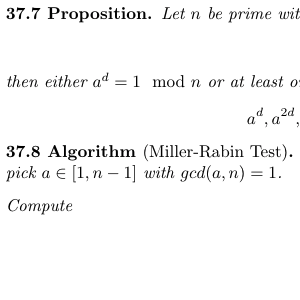 37.7 Proposition. Let n be prime wit
then either a^d = 1 mod n or at least o
a^d, a^{2d},
37.8 Algorithm (Miller-Rabin Test).
pick a ∈ [1, n − 1] with gcd(a, n) = 1.
Compute